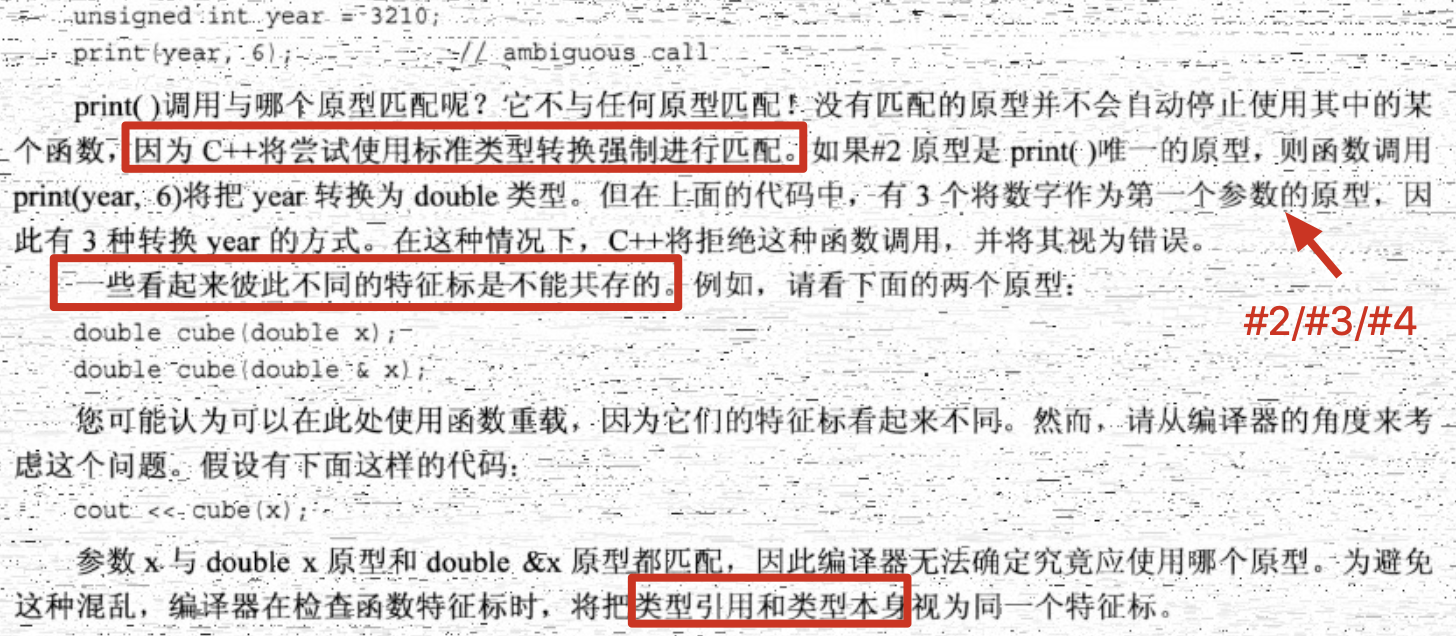 unsigned int year = 3210;
print(year, 6);          // ambiguous call
print( )调用与哪个原型匹配呢？它不与任何原型匹配！没有匹配的原型并不会自动停止使用其中的某
个函数，因为 C++将尝试使用标准类型转换强制进行匹配。如果#2 原型是 print( )唯一的原型，则函数调用
print(year, 6)将把 year 转换为 double 类型。但在上面的代码中，有 3 个将数字作为第一个参数的原型，因
此有 3 种转换 year 的方式。在这种情况下，C++将拒绝这种函数调用，并将其视为错误。
一些看起来彼此不同的特征标是不能共存的。例如，请看下面的两个原型：
#2/#3/#4
double cube(double x);
double cube(double & x);
您可能认为可以在此处使用函数重载，因为它们的特征标看起来不同。然而，请从编译器的角度来考
虑这个问题。假设有下面这样的代码：
cout << cube(x);
参数 x 与 double x 原型和 double &x 原型都匹配，因此编译器无法确定究竟应使用哪个原型。为避免
这种混乱，编译器在检查函数特征标时，将把类型引用和类型本身视为同一个特征标。